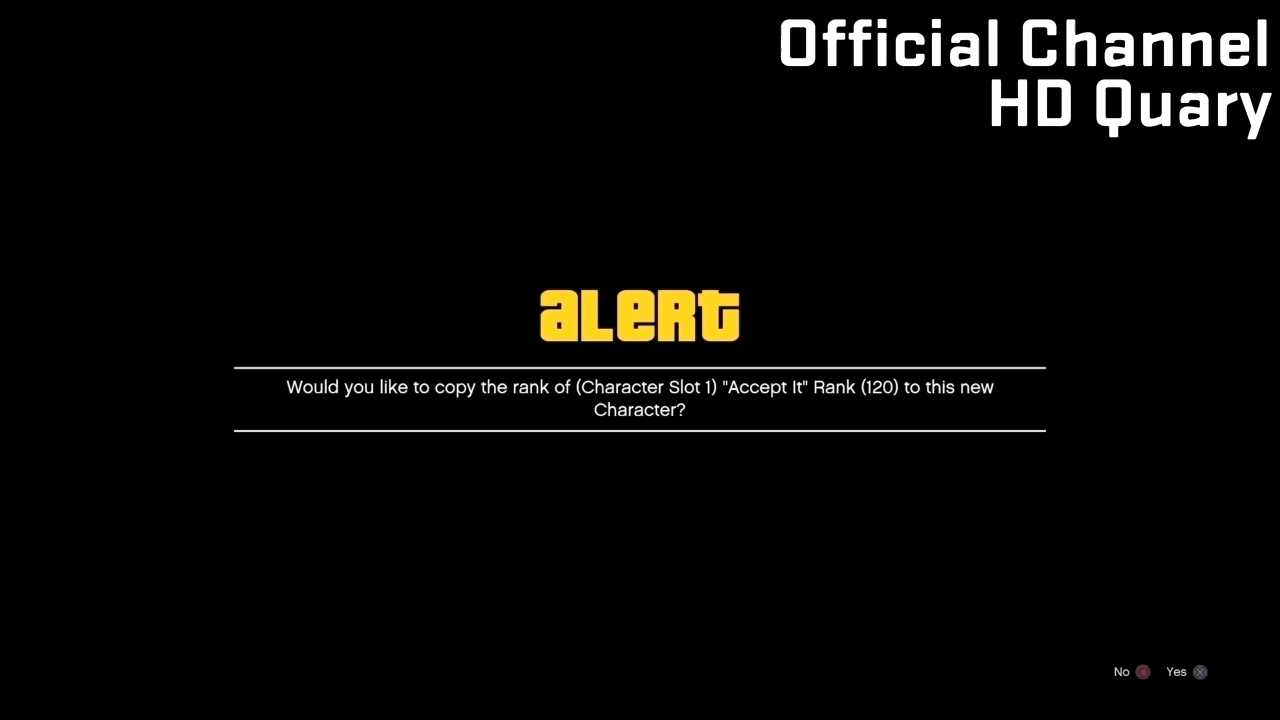 Official Channel
HD Quary
aLeRt
Would you like to copy the rank of (Character Slot 1) "Accept It" Rank (120) to this new
Character?
No Yes